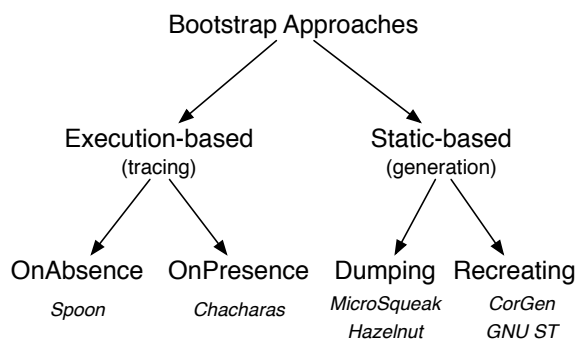 Bootstrap Approaches
Execution-based
(tracing)
Static-based
(generation)
OnAbsence
Spoon
OnPresence
Chacharas
Dumping
MicroSqueak
Hazelnut
Recreating
CorGen
GNU ST